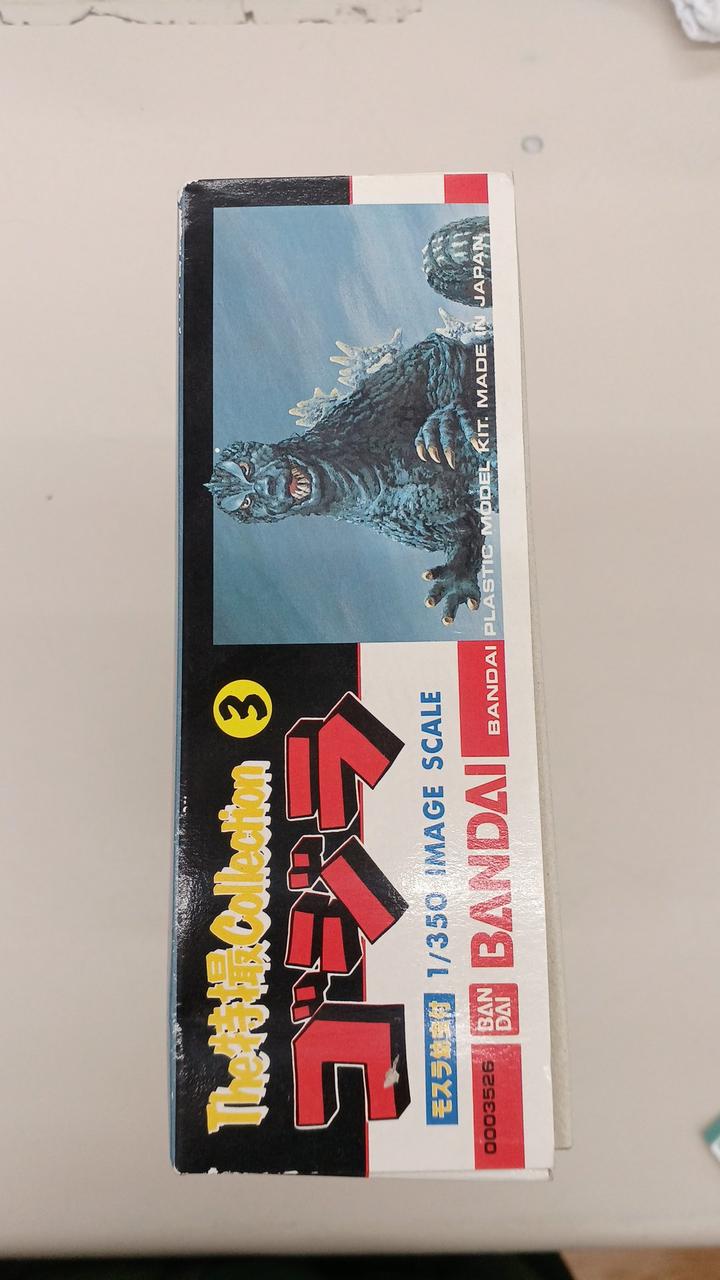 The特撮Collection 3
ゴジラ
モスラ幼虫付 1/350 IMAGE SCALE
BAN
DAI
BANDAI
0003526
BANDAI PLASTIC MODEL KIT. MADE IN JAPAN